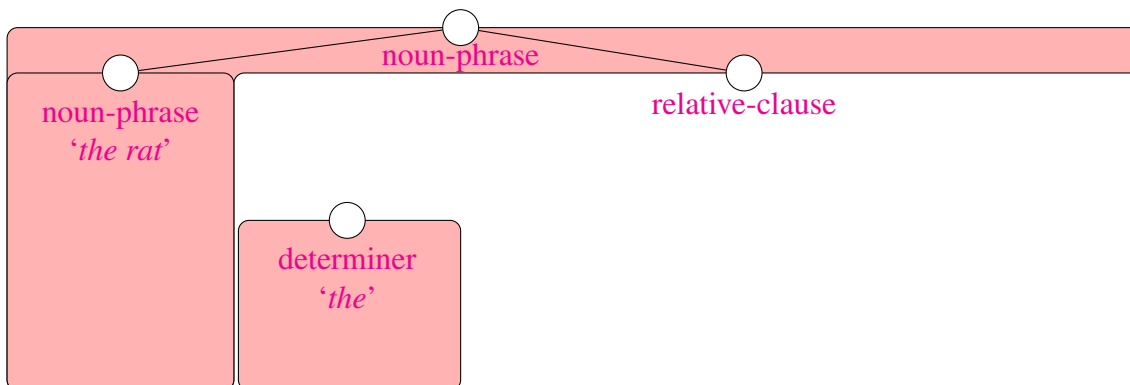 noun-phrase
noun-phrase
‘the rat’
relative-clause
determiner
‘the’